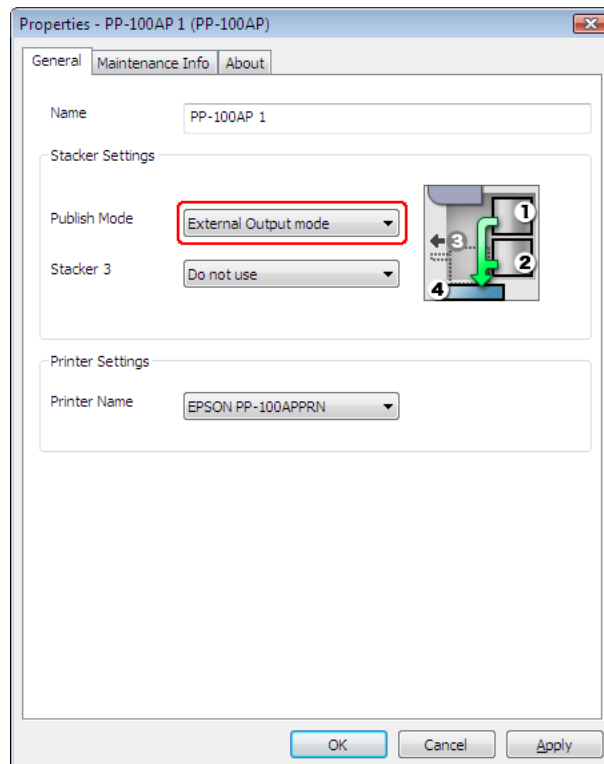 Properties - PP-100AP 1 (PP-100AP)
General Maintenance Info About
Name PP-100AP 1
Stacker Settings
Publish Mode External Output mode
Stacker 3 Do not use
1
3
2
4
Printer Settings
Printer Name EPSON PP-100APPRN
OK Cancel Apply